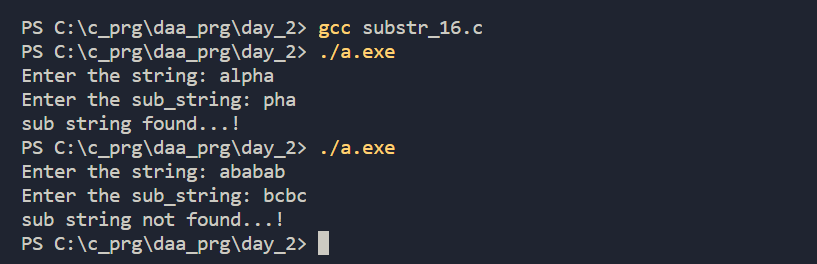 PS C:\c_prg\daa_prg\day_2> gcc substr_16.c
PS C:\c_prg\daa_prg\day_2> ./a.exe
Enter the string: alpha
Enter the sub_string: pha
sub string found...!
PS C:\c_prg\daa_prg\day_2> ./a.exe
Enter the string: ababab
Enter the sub_string: bcbc
sub string not found...!
PS C:\c_prg\daa_prg\day_2>